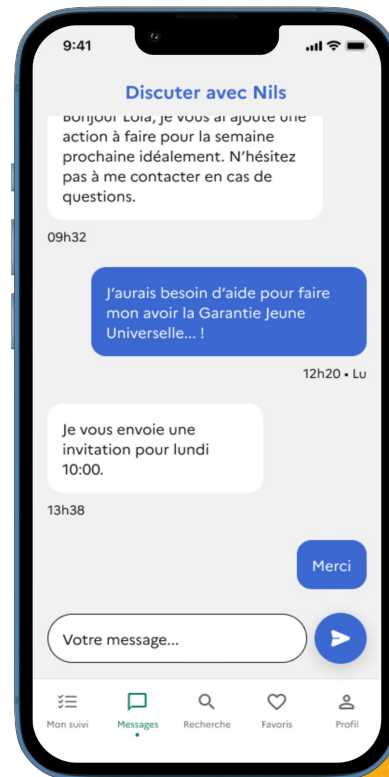 9:41
Discuter avec Nils
Bonjour Lola, je vous ai ajouté une
action à faire pour la semaine
prochaine idéalement. N’hésitez
pas à me contacter en cas de
questions.
09h32
J’aurais besoin d’aide pour faire
mon avoir la Garantie Jeune
Universelle... !
12h20 • Lu
Je vous envoie une
invitation pour lundi
10:00.
13h38
Merci
Votre message...
Mon suivi
Messages
Recherche
Favoris
Profil